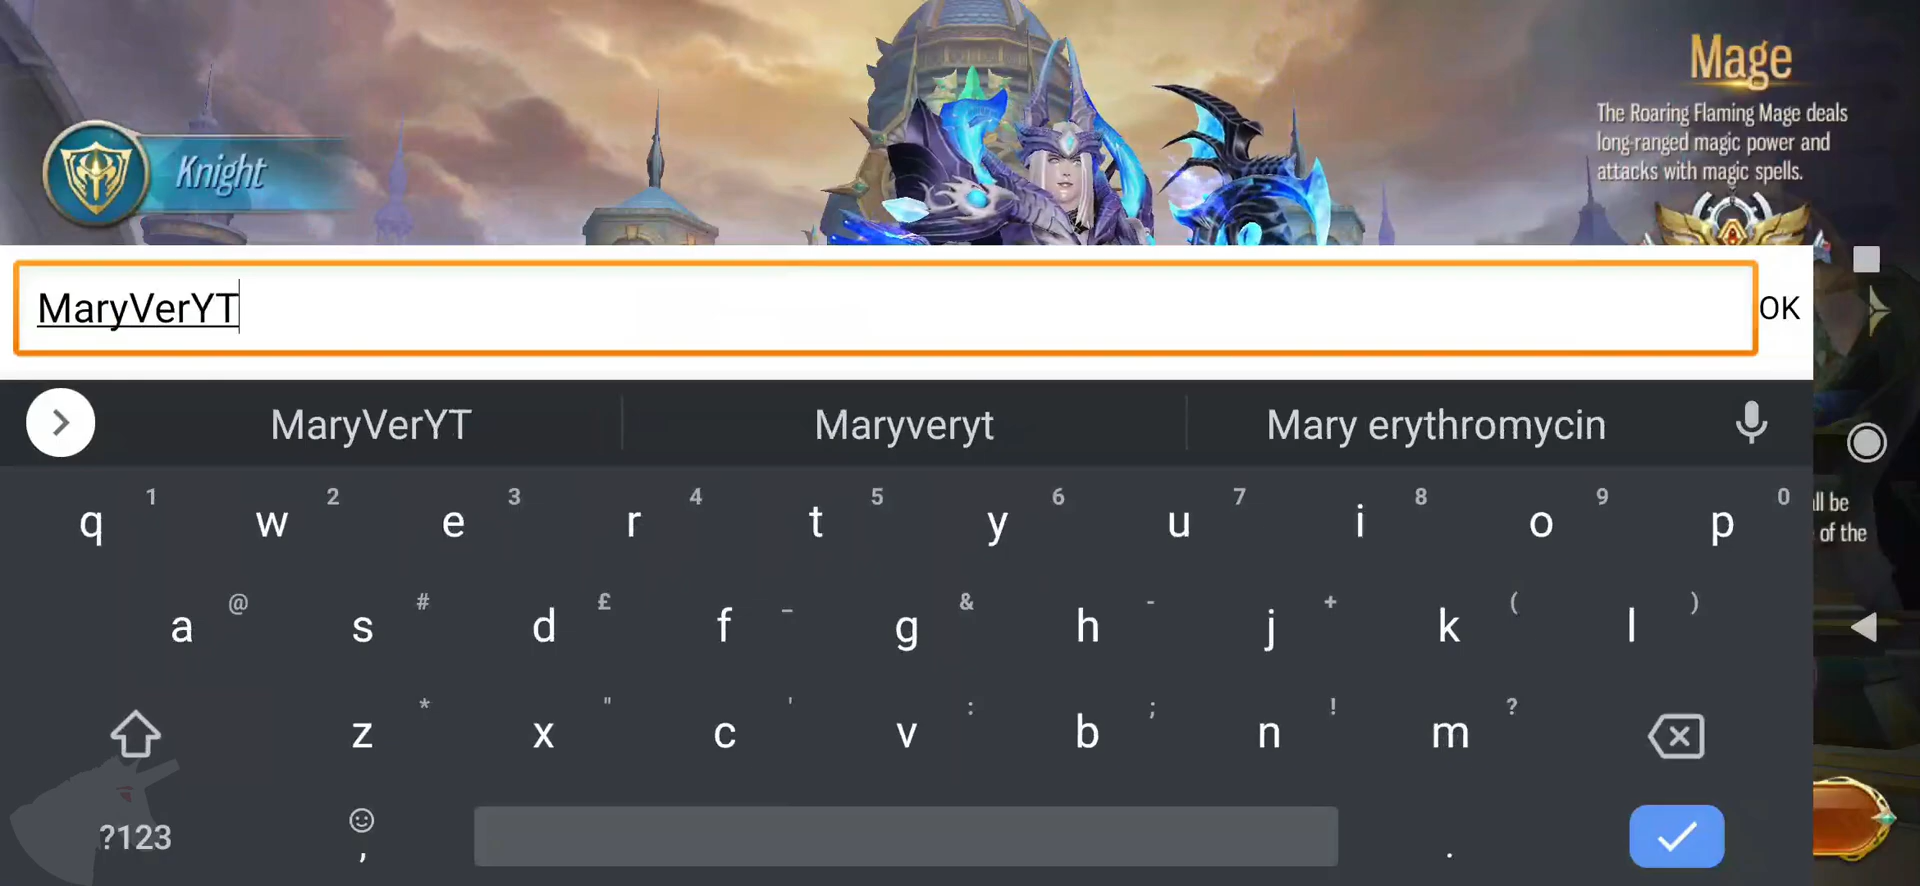 Mage
The Roaring Flaming Mage deals
long-ranged magic power and
attacks with magic spells.
Knight
MaryVerYT
OK
MaryVerYT Maryveryt Mary erythromycin
1 2 3 4 5 6 7 8 9 0
q w e r t y u i o p
ll be
of the
@ # £ _ & - + ( )
a s d f g h j k l
* " ' : ; ! ?
z x c v b n m
?123 , .